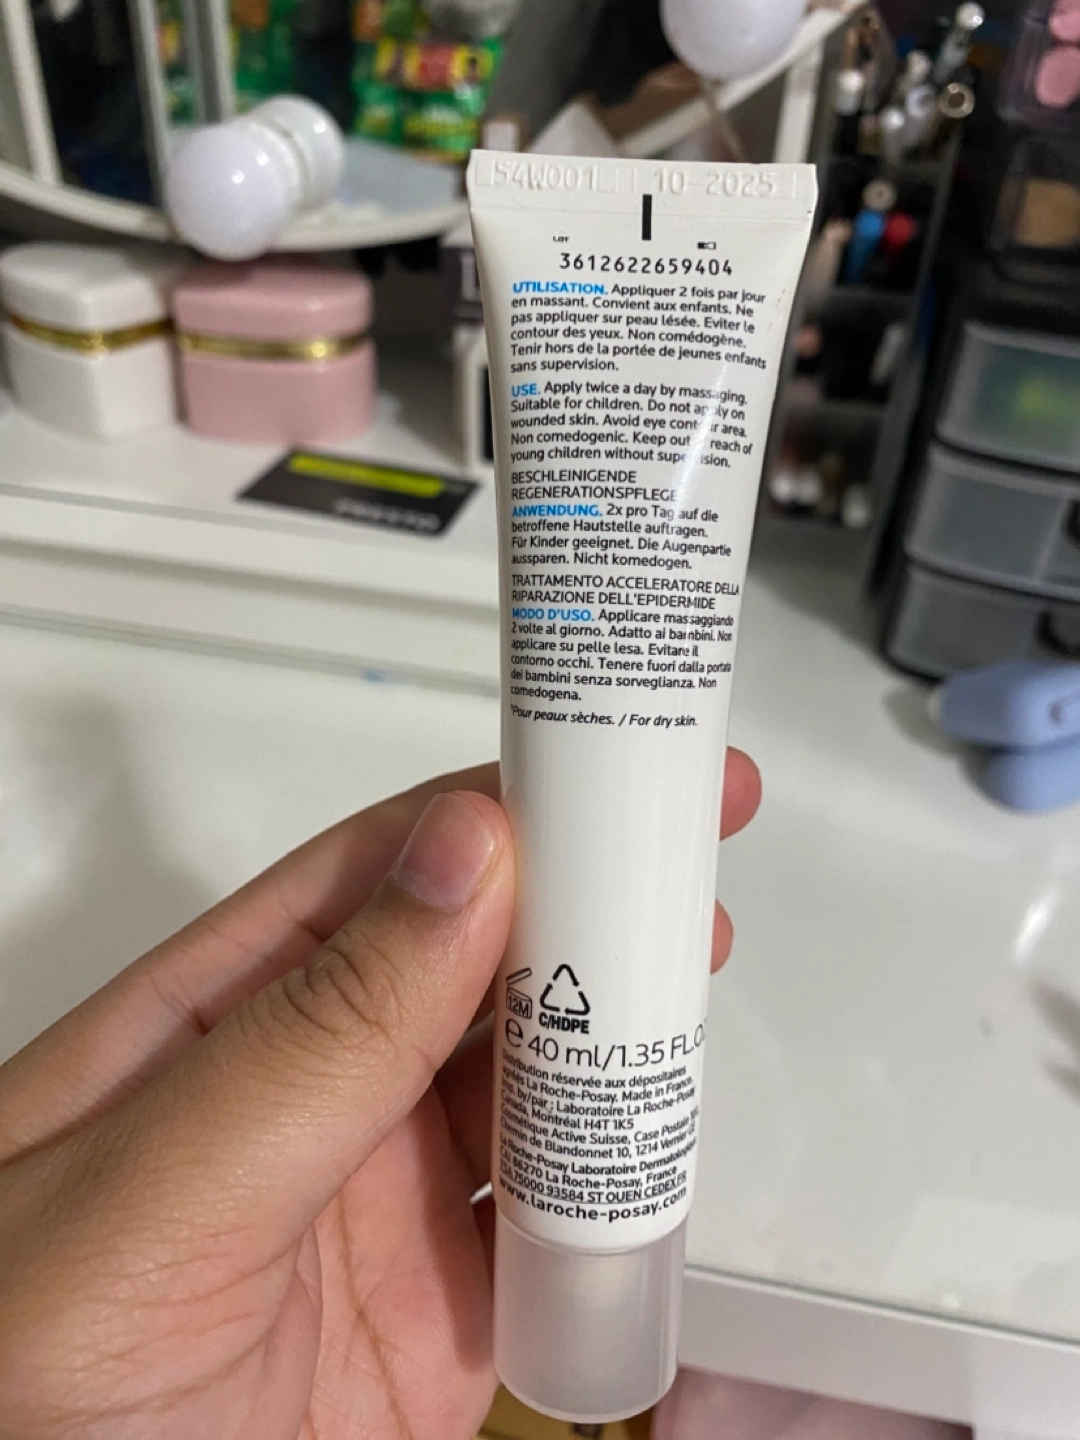 54W001 10 2025
LOT
3612622659404
UTILISATION. Appliquer 2 fois par jour
en massant. Convient aux enfants. Ne
pas appliquer sur peau lésée. Eviter le
contour des yeux. Non comédogène.
Tenir hors de la portée de jeunes enfants
sans supervision.
USE. Apply twice a day by massaging.
Suitable for children. Do not apply on
wounded skin. Avoid eye contour area.
Non comedogenic. Keep out reach of
young children without supervision.
BESCHLEINIGENDE
REGENERATIONSPFLEGE
ANWENDUNG. 2x pro Tag auf die
betroffene Hautstelle auftragen.
Für Kinder geeignet. Die Augenpartie
aussparen. Nicht komedogen.
TRATTAMENTO ACCELERATORE DELLA
RIPARAZIONE DELL'EPIDERMIDE
MODO D'USO. Applicare massaggiando
2 volte al giorno. Adatto ai bambini. Non
applicare su pelle lesa. Evitare il
contorno occhi. Tenere fuori dalla portata
dei bambini senza sorveglianza. Non
comedogena.
Pour peaux sèches. / For dry skin.
12M
C/HDPE
e 40 ml/1.35 FL.OZ
Distribution réservée aux dépositaires
agréés La Roche-Posay. Made in France.
Imp. by/par : Laboratoire La Roche-Posay
Canada, Montréal H4T 1K5
Cosmétique Active Suisse, Case Postale
Chemin de Blandonnet 10, 1214 Vernier
La Roche-Posay Laboratoire Dermatologique
CAI 86270 La Roche-Posay, France
TSA 75000 93584 ST OUEN CEDEX FR
www.laroche-posay.com